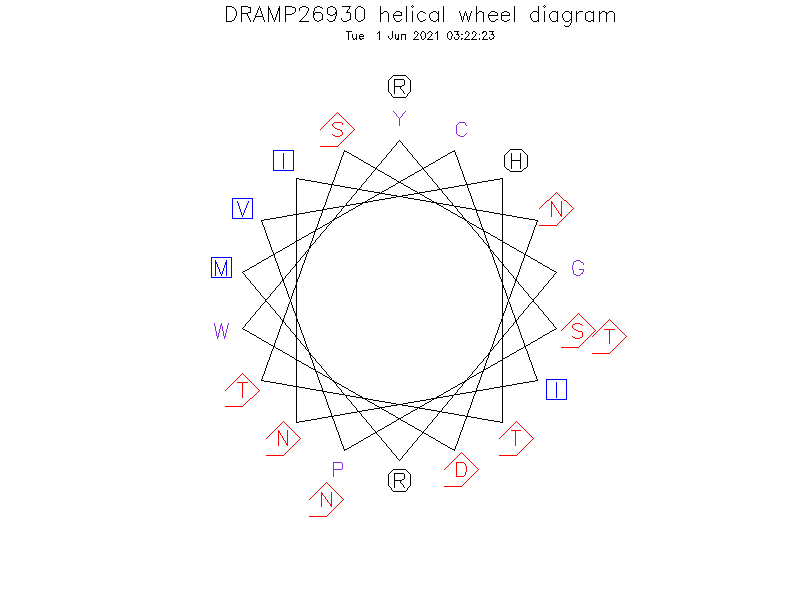 DRAMP26930 helical wheel diagram
Tue 1 Jun 2021 03:22:23
R
Y
S C
I H
V N
M G
W S T
T I
N T
P R D
N